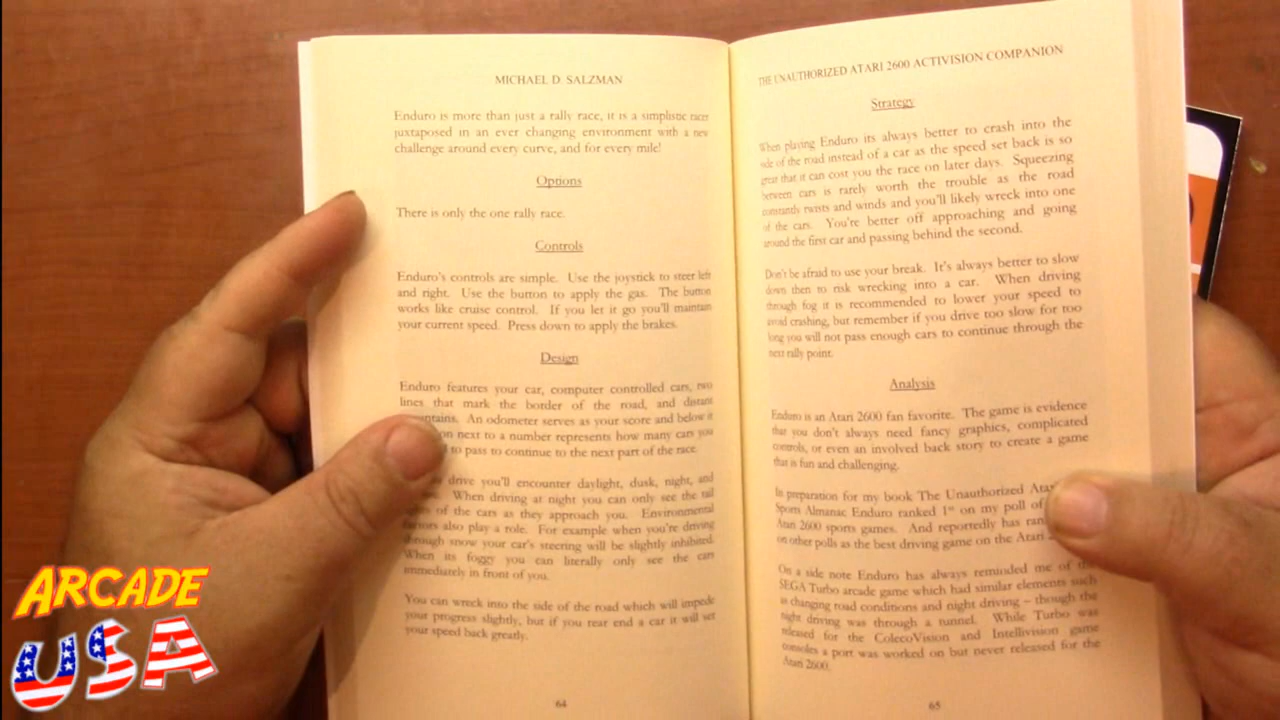 MICHAEL D. SALZMAN
Enduro is more than just a rally race, it is a simplistic racer
juxtaposed in an ever changing environment with a new
challenge around every curve, and for every mile!
Options
There is only the one rally race.
Controls
Enduro's controls are simple. Use the joystick to steer left
and right. Use the button to apply the gas. The button
works like cruise control. If you let it go you'll maintain
your current speed. Press down to apply the brakes.
Design
Enduro features your car, computer controlled cars, two
lines that mark the border of the road, and distant
An odometer serves as your score and below it
next to a number represents how many cars you
to pass to continue to the next part of the race.
drive you'll encounter daylight, dusk, night, and
When driving at night you can only see the tail
of the cars as they approach you. Environmental
factors also play a role. For example when you're driving
through snow your car's steering will be slightly inhibited.
When its foggy you can literally only see the cars
immediately in front of you.
You can wreck into the side of the road which will impede
your progress slightly, but if you rear end a car it will set
your speed back greatly.
64
THE UNAUTHORIZED ATARI 2600 ACTIVISION COMPANION
Strategy
When playing Enduro its always better to crash into the
side of the road instead of a car as the speed set back is so
great that it can cost you the race on later days. Squeezing
between cars is rarely worth the trouble as the road
constantly twists and winds and you'll likely wreck into one
of the cars. You're better off approaching and going
around the first car and passing behind the second.
Don't be afraid to use your break. It's always better to slow
down then to risk wrecking into a car. When driving
through fog it is recommended to lower your speed to
avoid crashing, but remember if you drive too slow for too
long you will not pass enough cars to continue through the
next rally point.
Analysis
Enduro is an Atari 2600 fan favorite. The game is evidence
that you don't always need fancy graphics, complicated
controls, or even an involved back story to create a game
that is fun and challenging.
In preparation for my book The Unauthorized Atari
Sports Almanac Enduro ranked 1st on my poll of
Atari 2600 sports games. And reportedly has
on other polls as the best driving game on the Atari
On a side note Enduro has always reminded me of the
SEGA Turbo arcade game which had similar elements such
is changing road conditions and night driving – though the
night driving was through a tunnel. While Turbo was
released for the ColecoVision and Intellivision game
consoles a port was worked on but never released for the
Atari 2600.
65
ARCADE
USA